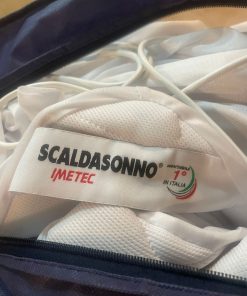 SCALDASONNO®
IMETEC
1°
IN ITALIA